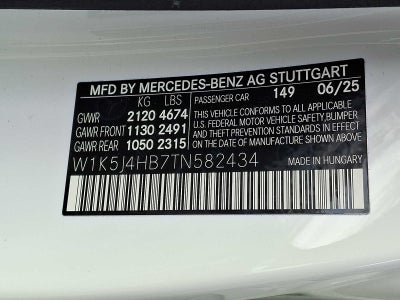 MFD BY MERCEDES-BENZ AG STUTTGART
KG LBS
GVWR 2120 4674
GAWR FRONT 1130 2491
GAWR REAR 1050 2315
PASSENGER CAR 149 06/25
THIS VEHICLE CONFORMS TO ALL APPLICABLE
U.S. FEDERAL MOTOR VEHICLE SAFETY, BUMPER
AND THEFT PREVENTION STANDARDS IN EFFECT
ON THE DATE OF MANUFACTURE SHOWN ABOVE.
W1K5J4HB7TN582434
MADE IN HUNGARY